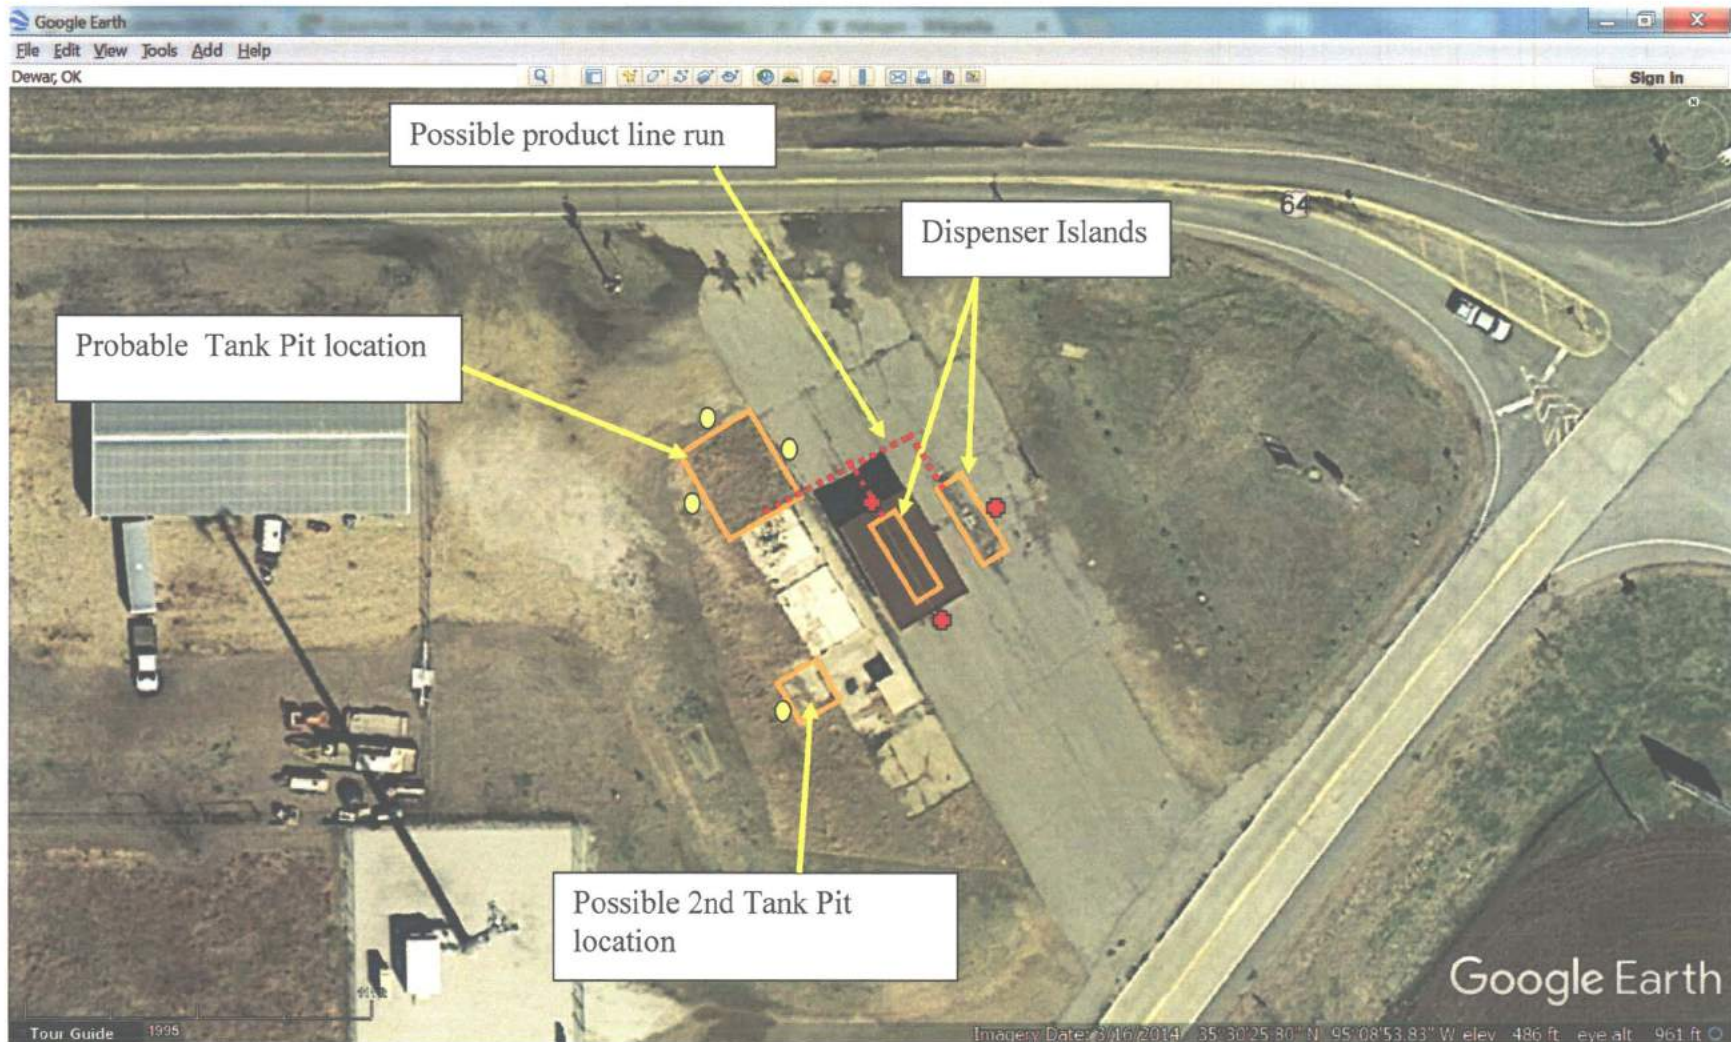 Google Earth
File Edit View Tools Add Help
Dewar, OK
Sign in
Possible product line run
64
Dispenser Islands
Probable Tank Pit location
Possible 2nd Tank Pit
location
Google Earth
Tour Guide 1995
Imagery Date: 3/16/2014 35°30'25.80" N 95°08'53.83" W elev 486 ft eye alt 961 ft